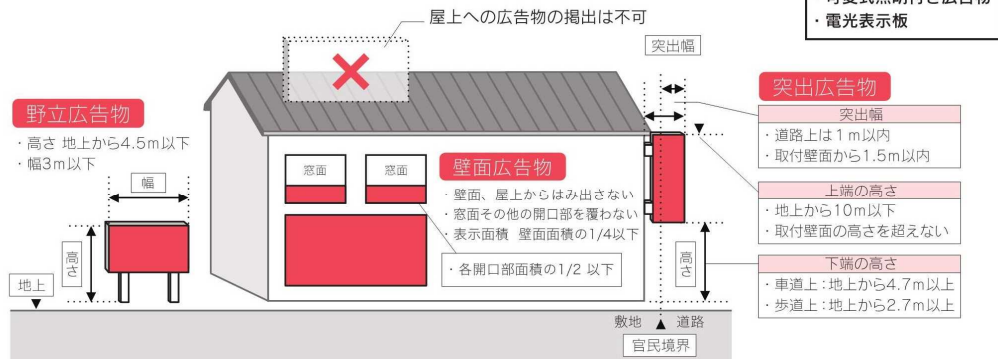 屋上への広告物の掲出は不可
・電光表示板
突出幅
野立広告物
・高さ 地上から4.5m以下
・幅3m以下
幅
高さ
地上
窓面
窓面
壁面広告物
・壁面、屋上からはみ出さない
・窓面その他の開口部を覆わない
・表示面積 壁面面積の1/4以下
・各開口部面積の1/2 以下
突出広告物
突出幅
・道路上は1m以内
・取付壁面から1.5m以内
上端の高さ
・地上から10m以下
・取付壁面の高さを超えない
下端の高さ
・車道上:地上から4.7m以上
・歩道上:地上から2.7m以上
高さ
敷地 ▲ 道路
官民境界